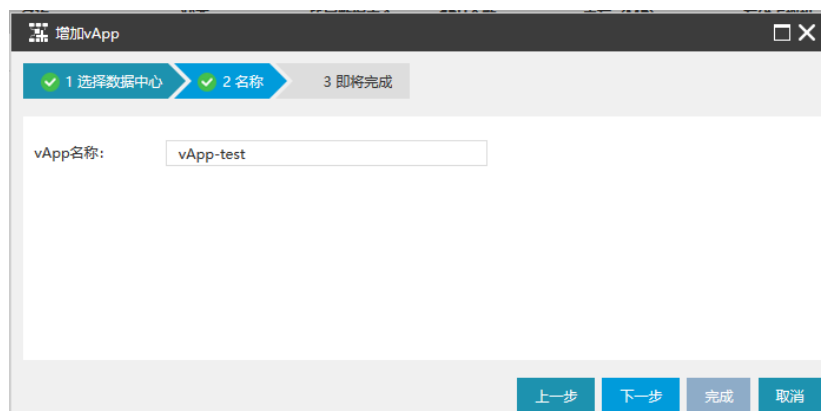 增加vApp
1 选择数据中心
2 名称
3 即将完成
vApp名称:
vApp-test
上一步
下一步
完成
取消